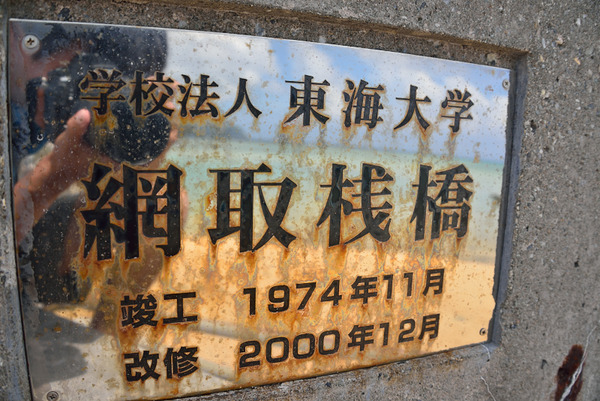 学校法人 東海大学
網取桟橋
竣工 1974年11月
改修 2000年12月